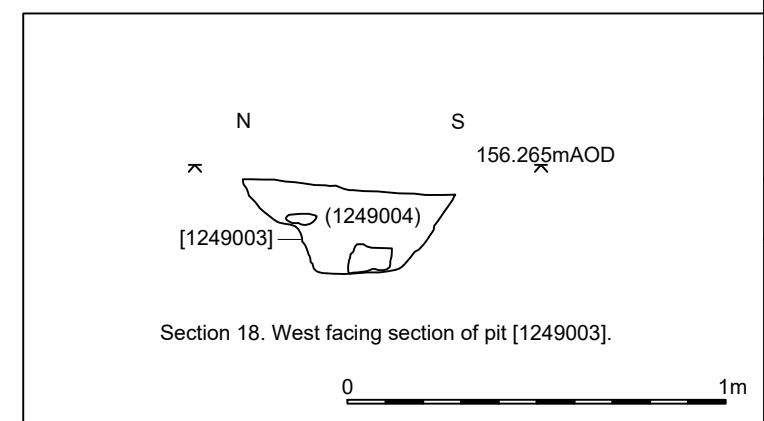 N S
156.265mAOD
(1249004)
[1249003]
Section 18. West facing section of pit [1249003].
0 1m